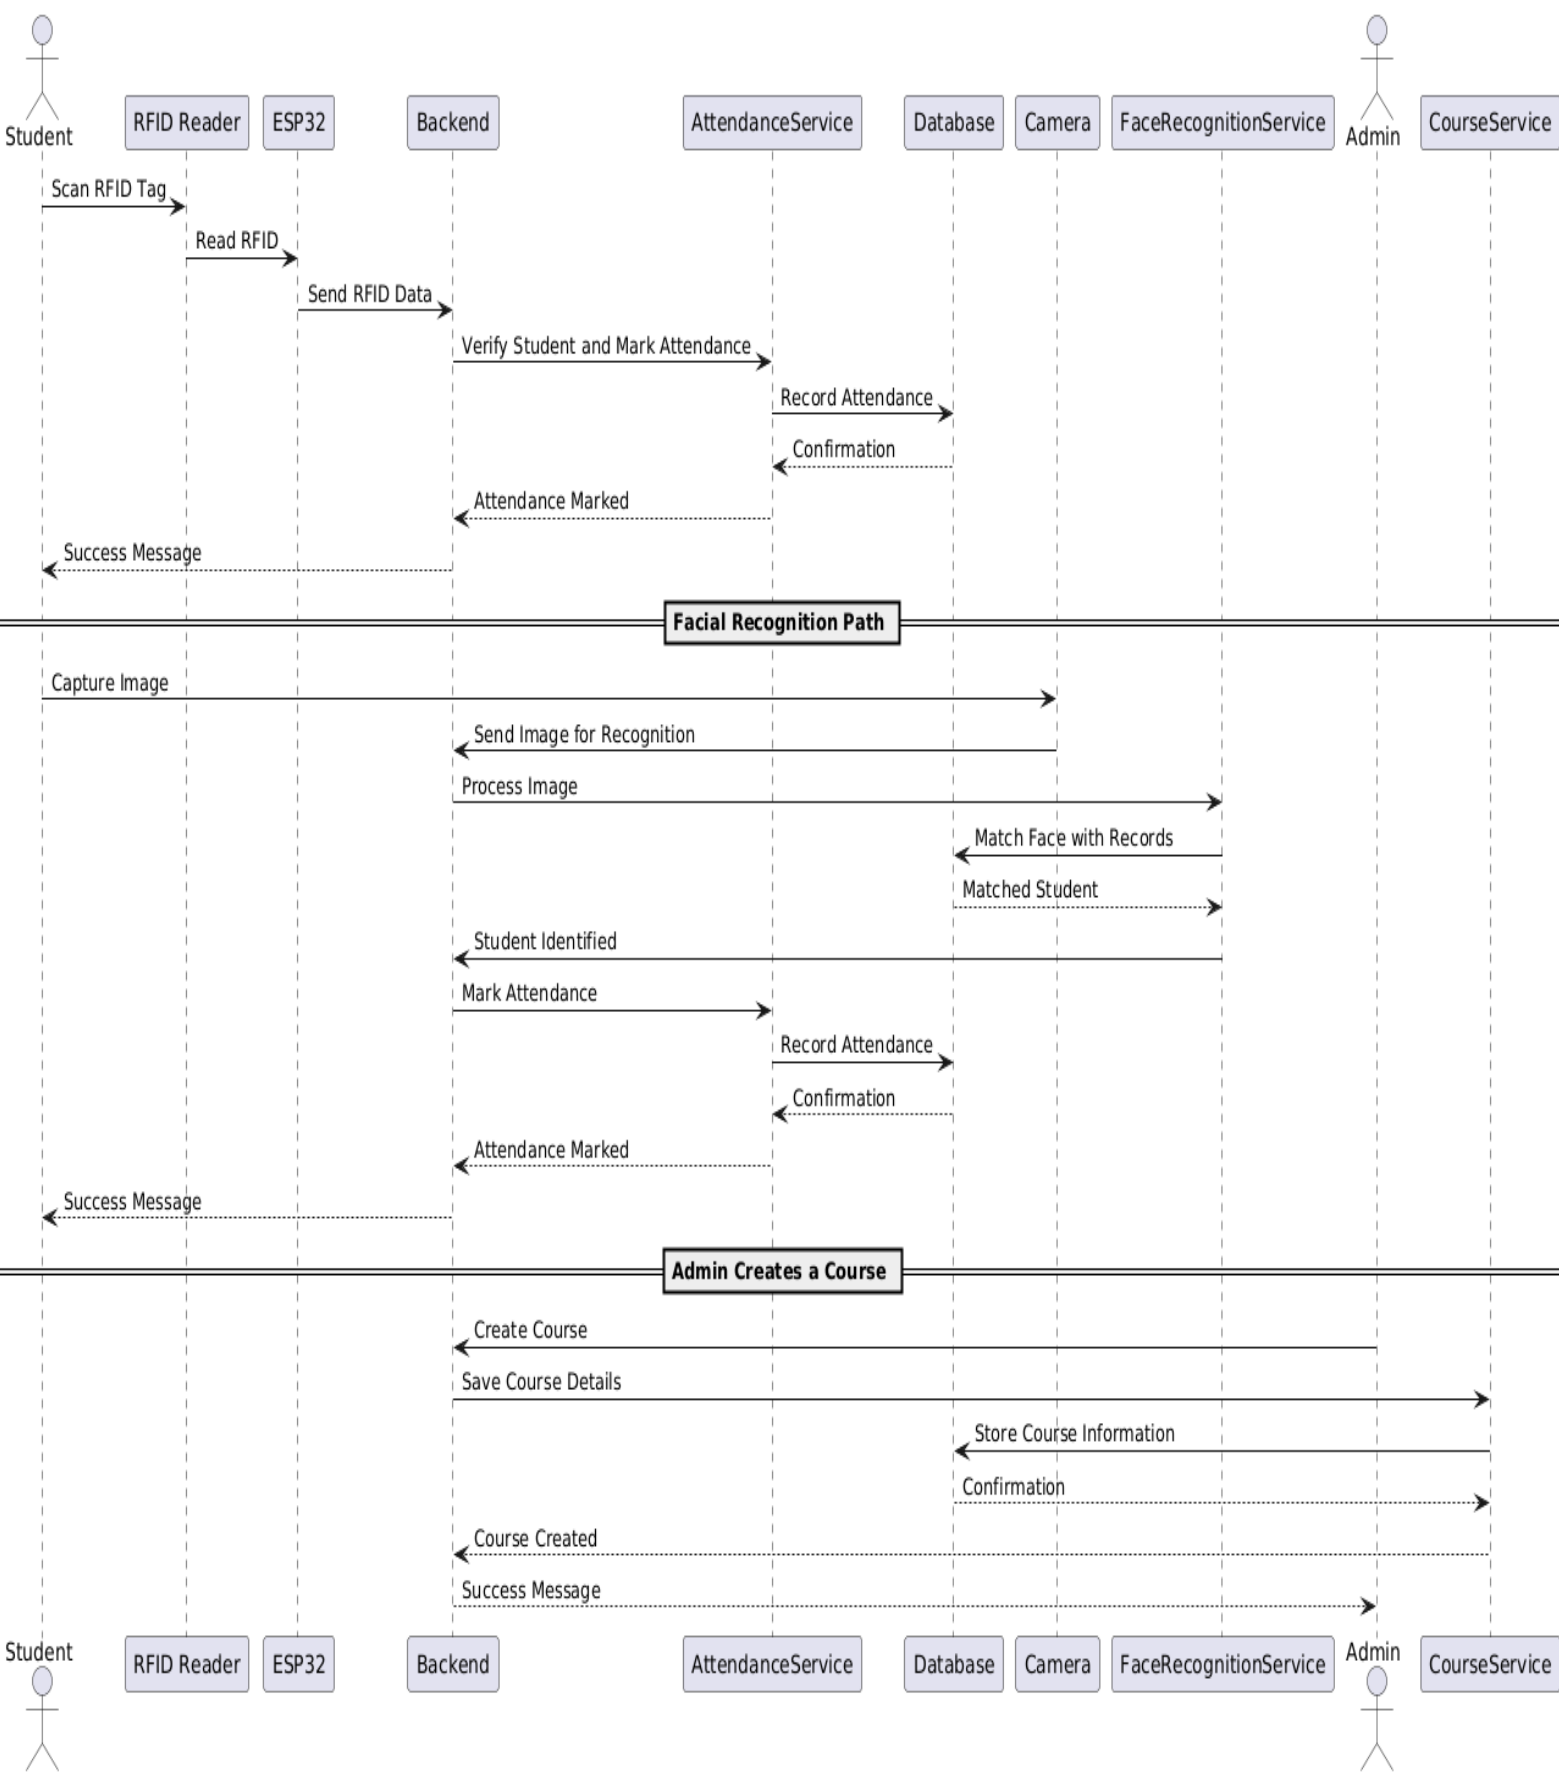 Student
RFID Reader
ESP32
Backend
AttendanceService
Database
Camera
FaceRecognitionService
Admin
CourseService
Scan RFID Tag
Read RFID
Send RFID Data
Verify Student and Mark Attendance
Record Attendance
Confirmation
Attendance Marked
Success Message
Facial Recognition Path
Capture Image
Send Image for Recognition
Process Image
Match Face with Records
Matched Student
Student Identified
Mark Attendance
Record Attendance
Confirmation
Attendance Marked
Success Message
Admin Creates a Course
Create Course
Save Course Details
Store Course Information
Confirmation
Course Created
Success Message
Student
RFID Reader
ESP32
Backend
AttendanceService
Database
Camera
FaceRecognitionService
Admin
CourseService